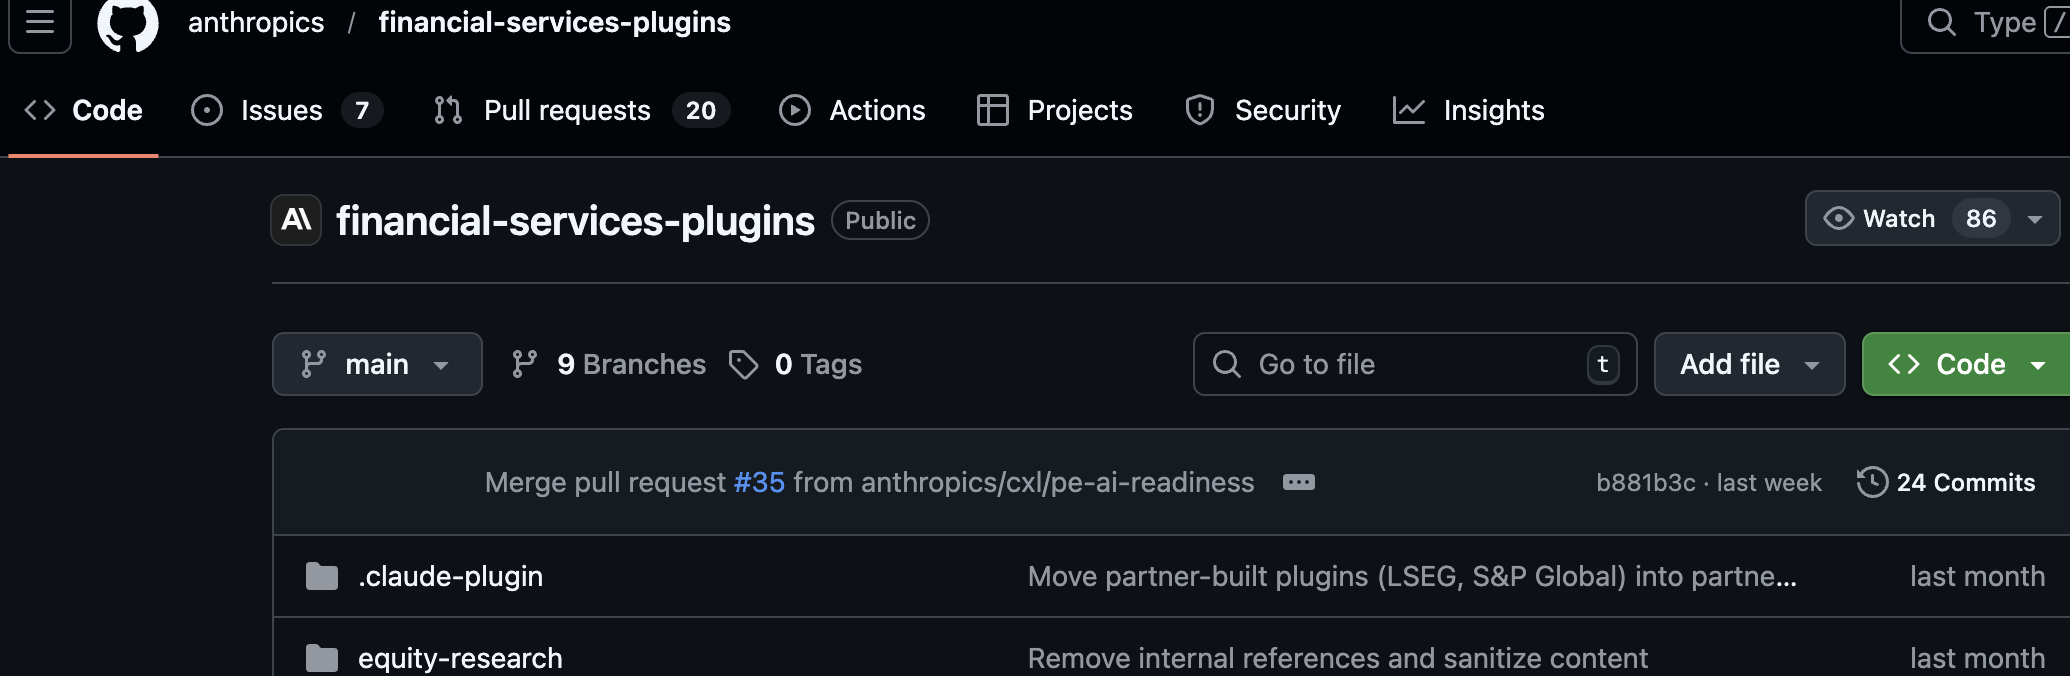 anthropics / financial-services-plugins Type /
Code Issues 7 Pull requests 20 Actions Projects Security Insights
financial-services-plugins Public Watch 86
main 9 Branches 0 Tags Go to file t Add file Code
Merge pull request #35 from anthropics/cxl/pe-ai-readiness b881b3c · last week 24 Commits
.claude-plugin Move partner-built plugins (LSEG, S&P Global) into partne... last month
equity-research Remove internal references and sanitize content last month